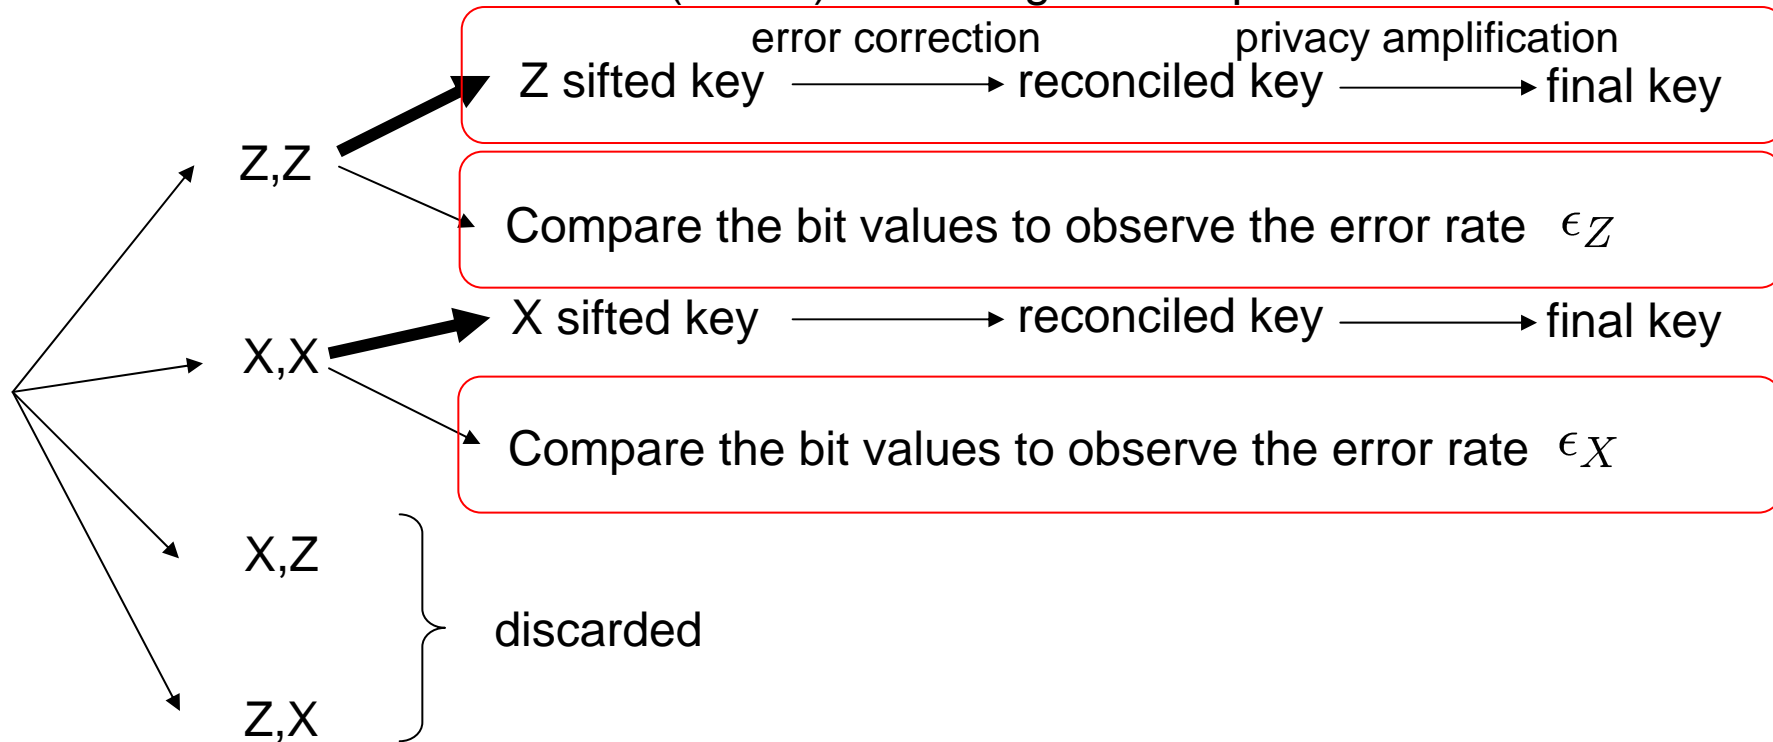 error correction privacy amplification
Z sifted key reconciled key final key
Z,Z
Compare the bit values to observe the error rate ϵZ
X sifted key reconciled key final key
X,X
Compare the bit values to observe the error rate ϵX
X,Z
discarded
Z,X